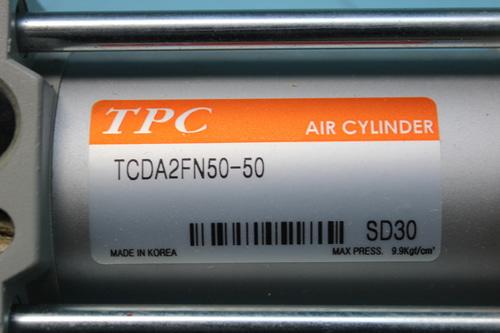 TPC AIR CYLINDER
TCDA2FN50-50
SD30
MADE IN KOREA MAX PRESS. 9.9Kgf/cm²